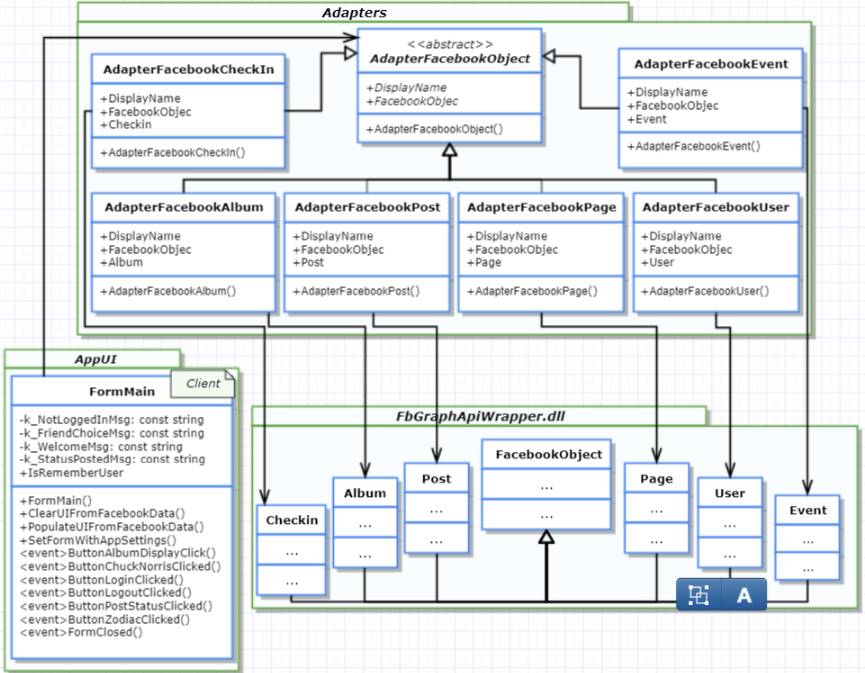 Adapters
<<abstract>>
AdapterFacebookObject
+DisplayName
+FacebookObjec
+AdapterFacebookObject()
AdapterFacebookCheckIn
+DisplayName
+FacebookObjec
+Checkin
+AdapterFacebookCheckIn()
AdapterFacebookEvent
+DisplayName
+FacebookObjec
+Event
+AdapterFacebookEvent()
AdapterFacebookAlbum
+DisplayName
+FacebookObjec
+Album
+AdapterFacebookAlbum()
AdapterFacebookPost
+DisplayName
+FacebookObjec
+Post
+AdapterFacebookPost()
AdapterFacebookPage
+DisplayName
+FacebookObjec
+Page
+AdapterFacebookPage()
AdapterFacebookUser
+DisplayName
+FacebookObjec
+User
+AdapterFacebookUser()
AppUI
Client
FormMain
-k_NotLoggedInMsg: const string
-k_FriendChoiceMsg: const string
-k_WelcomeMsg: const string
-k_StatusPostedMsg: const string
+IsRememberUser
+FormMain()
+ClearUIFromFacebookData()
+PopulateUIFromFacebookData()
+SetFormWithAppSettings()
<event>ButtonAlbumDisplayClick()
<event>ButtonChuckNorrisClicked()
<event>ButtonLoginClicked()
<event>ButtonLogoutClicked()
<event>ButtonPostStatusClicked()
<event>ButtonZodiacClicked()
<event>FormClosed()
FbGraphApiWrapper.dll
Checkin
...
...
Album
...
...
Post
...
...
FacebookObject
...
...
Page
...
...
User
...
...
Event
...
...
A